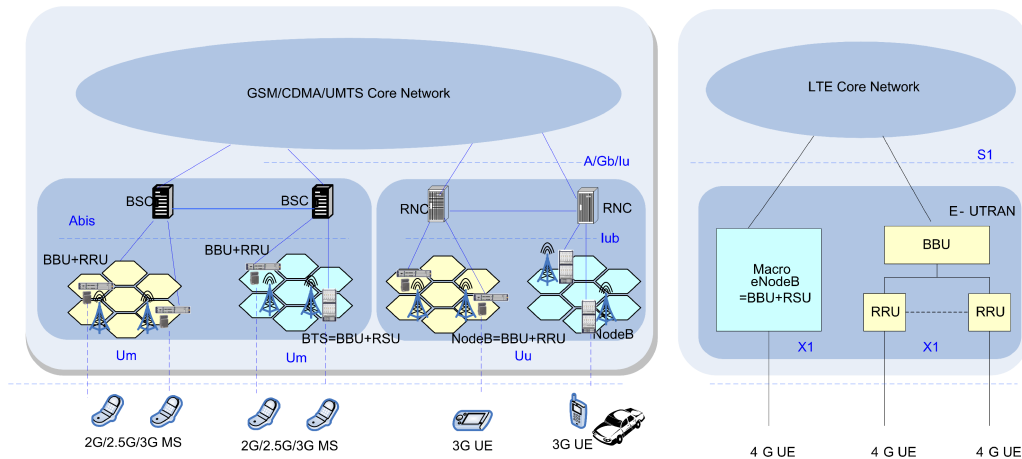 GSM/CDMA/UMTS Core Network
LTE Core Network
A/Gb/Iu
S1
BSC
BSC
RNC
RNC
E- UTRAN
Abis
Iub
BBU+RRU
BBU+RRU
BBU
Macro
eNodeB
=BBU+RSU
RRU
RRU
BTS=BBU+RSU
NodeB=BBU+RRU
NodeB
Um
Um
Uu
X1
X1
2G/2.5G/3G MS
2G/2.5G/3G MS
3G UE
3G UE
4 G UE
4 G UE
4 G UE